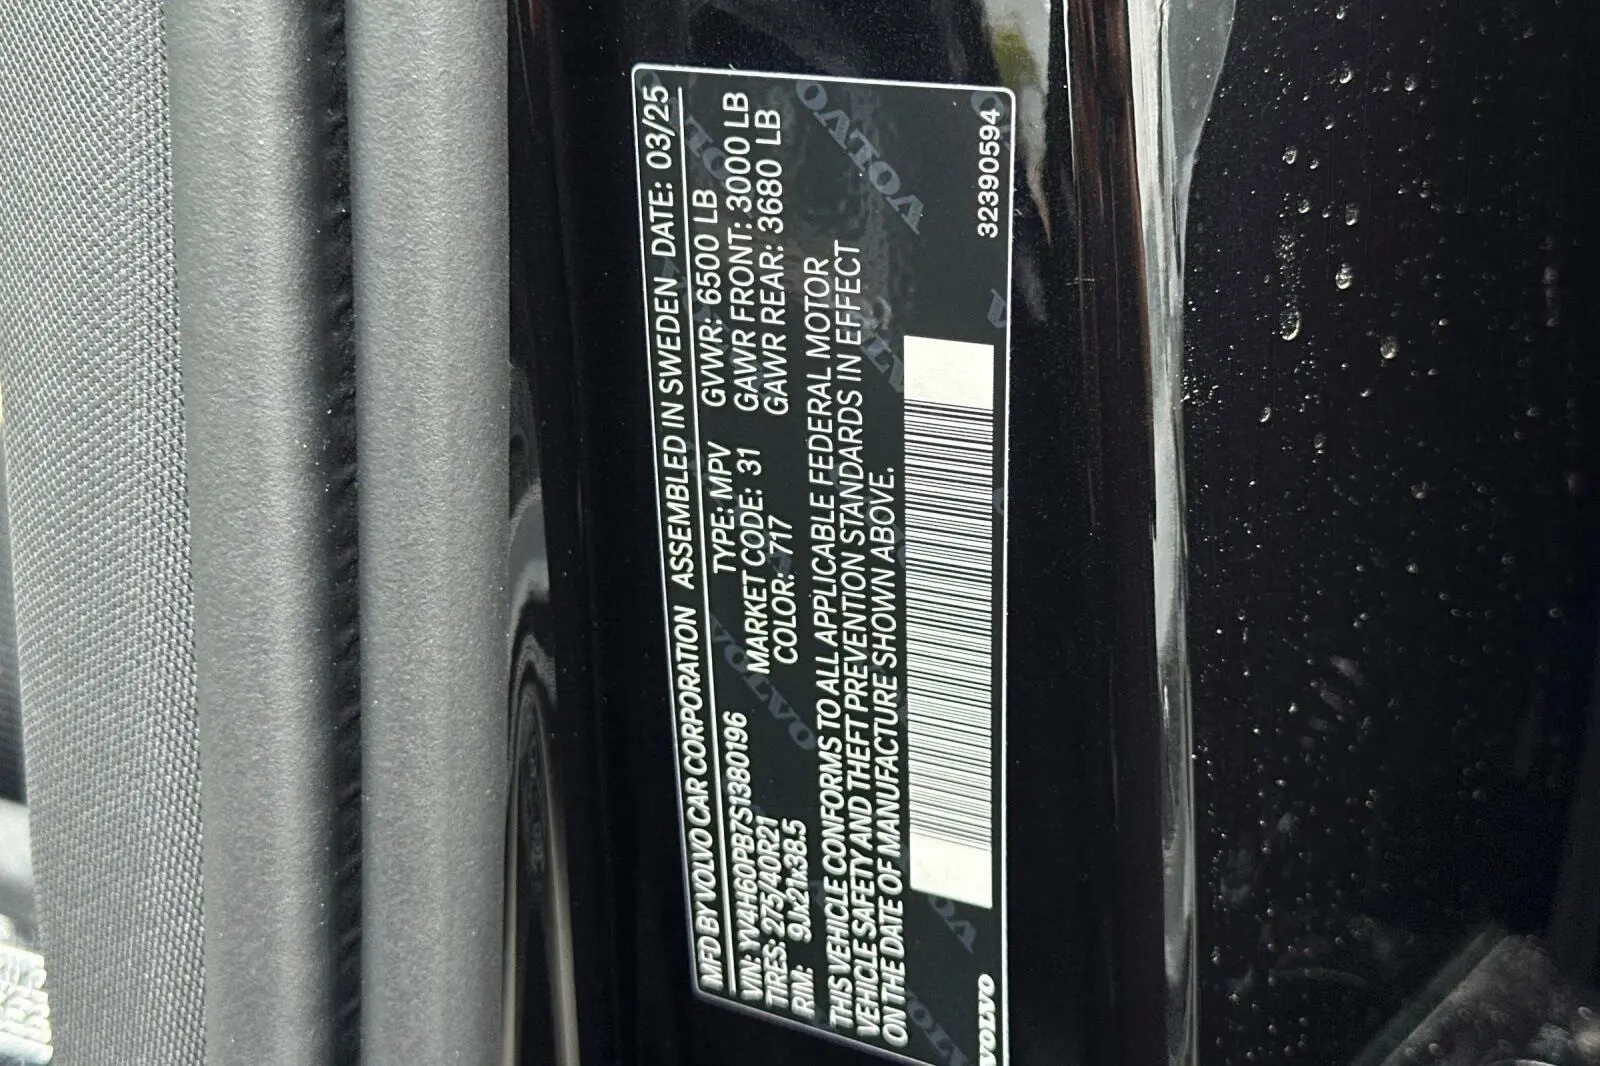 MFD BY VOLVO CAR CORPORATION ASSEMBLED IN SWEDEN DATE: 03/25
VIN: YV4H60PB7S1380196 TYPE: MPV GVWR: 6500 LB
TIRES: 275/40R21 MARKET CODE: 31 GAWR FRONT: 3000 LB
RIM: 9Jx21x38.5 COLOR: 717 GAWR REAR: 3680 LB
THIS VEHICLE CONFORMS TO ALL APPLICABLE FEDERAL MOTOR
VEHICLE SAFETY AND THEFT PREVENTION STANDARDS IN EFFECT
ON THE DATE OF MANUFACTURE SHOWN ABOVE.
VOLVO 32390594